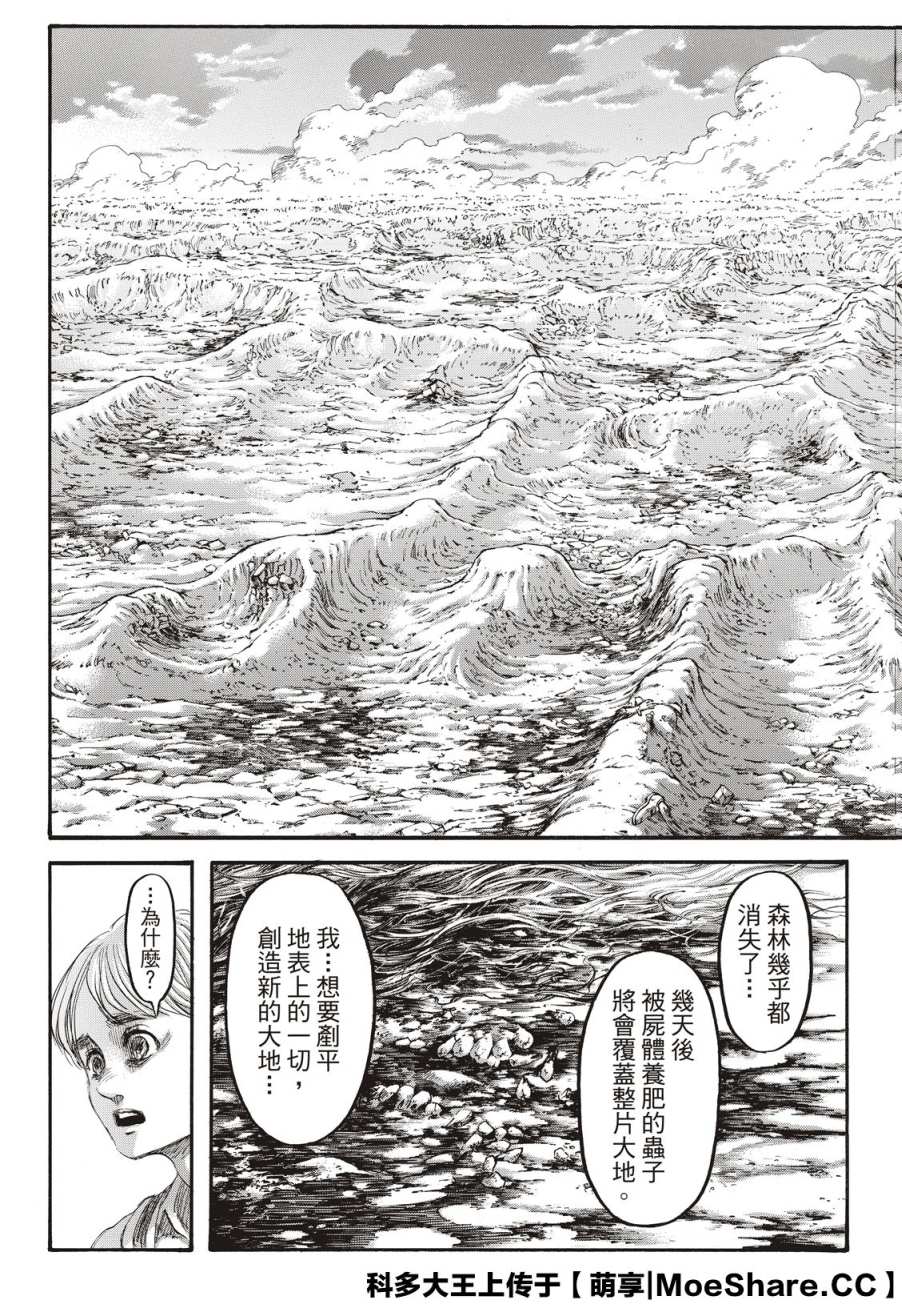 森林幾乎都
消失了⋯
幾天後
被屍體養肥的蟲子
將會覆蓋整片大地。
我⋯想要剷平
地表上的一切，
創造新的大地⋯
⋯為什麼？
科多大王上传于【萌享|MoeShare.CC】